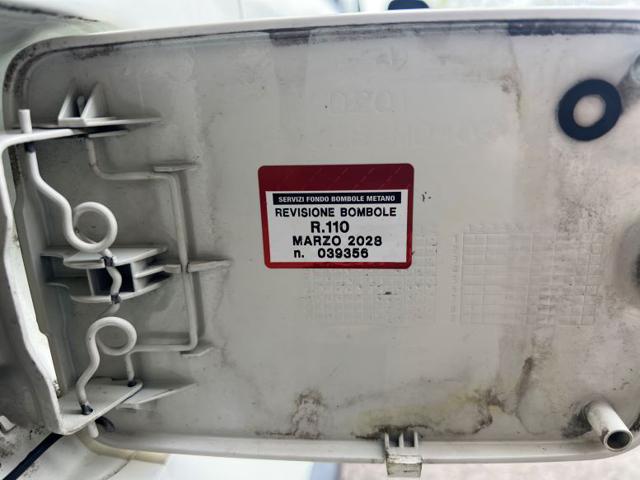 SERVIZI FONDO BOMBOLE METANO
REVISIONE BOMBOLE
R.110
MARZO 2028
n. 039356